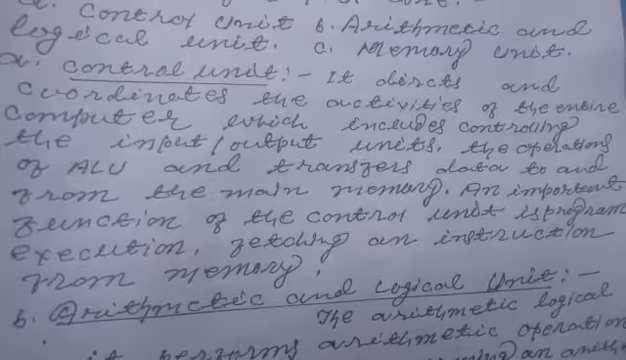 a. Control Unit b. Arithmetic and
logical unit. c. Memory Unit.
a. Control unit :- It directs and
coordinates the activities of the entire
computer which includes controlling
the input/output units, the operations
of ALU and transfers data to and
from the main memory. An important
function of the control unit is program
execution, fetching an instruction
from memory.
b. Arithmetic and Logical Unit :-
The arithmetic logical
it performs arithmetic operation
an